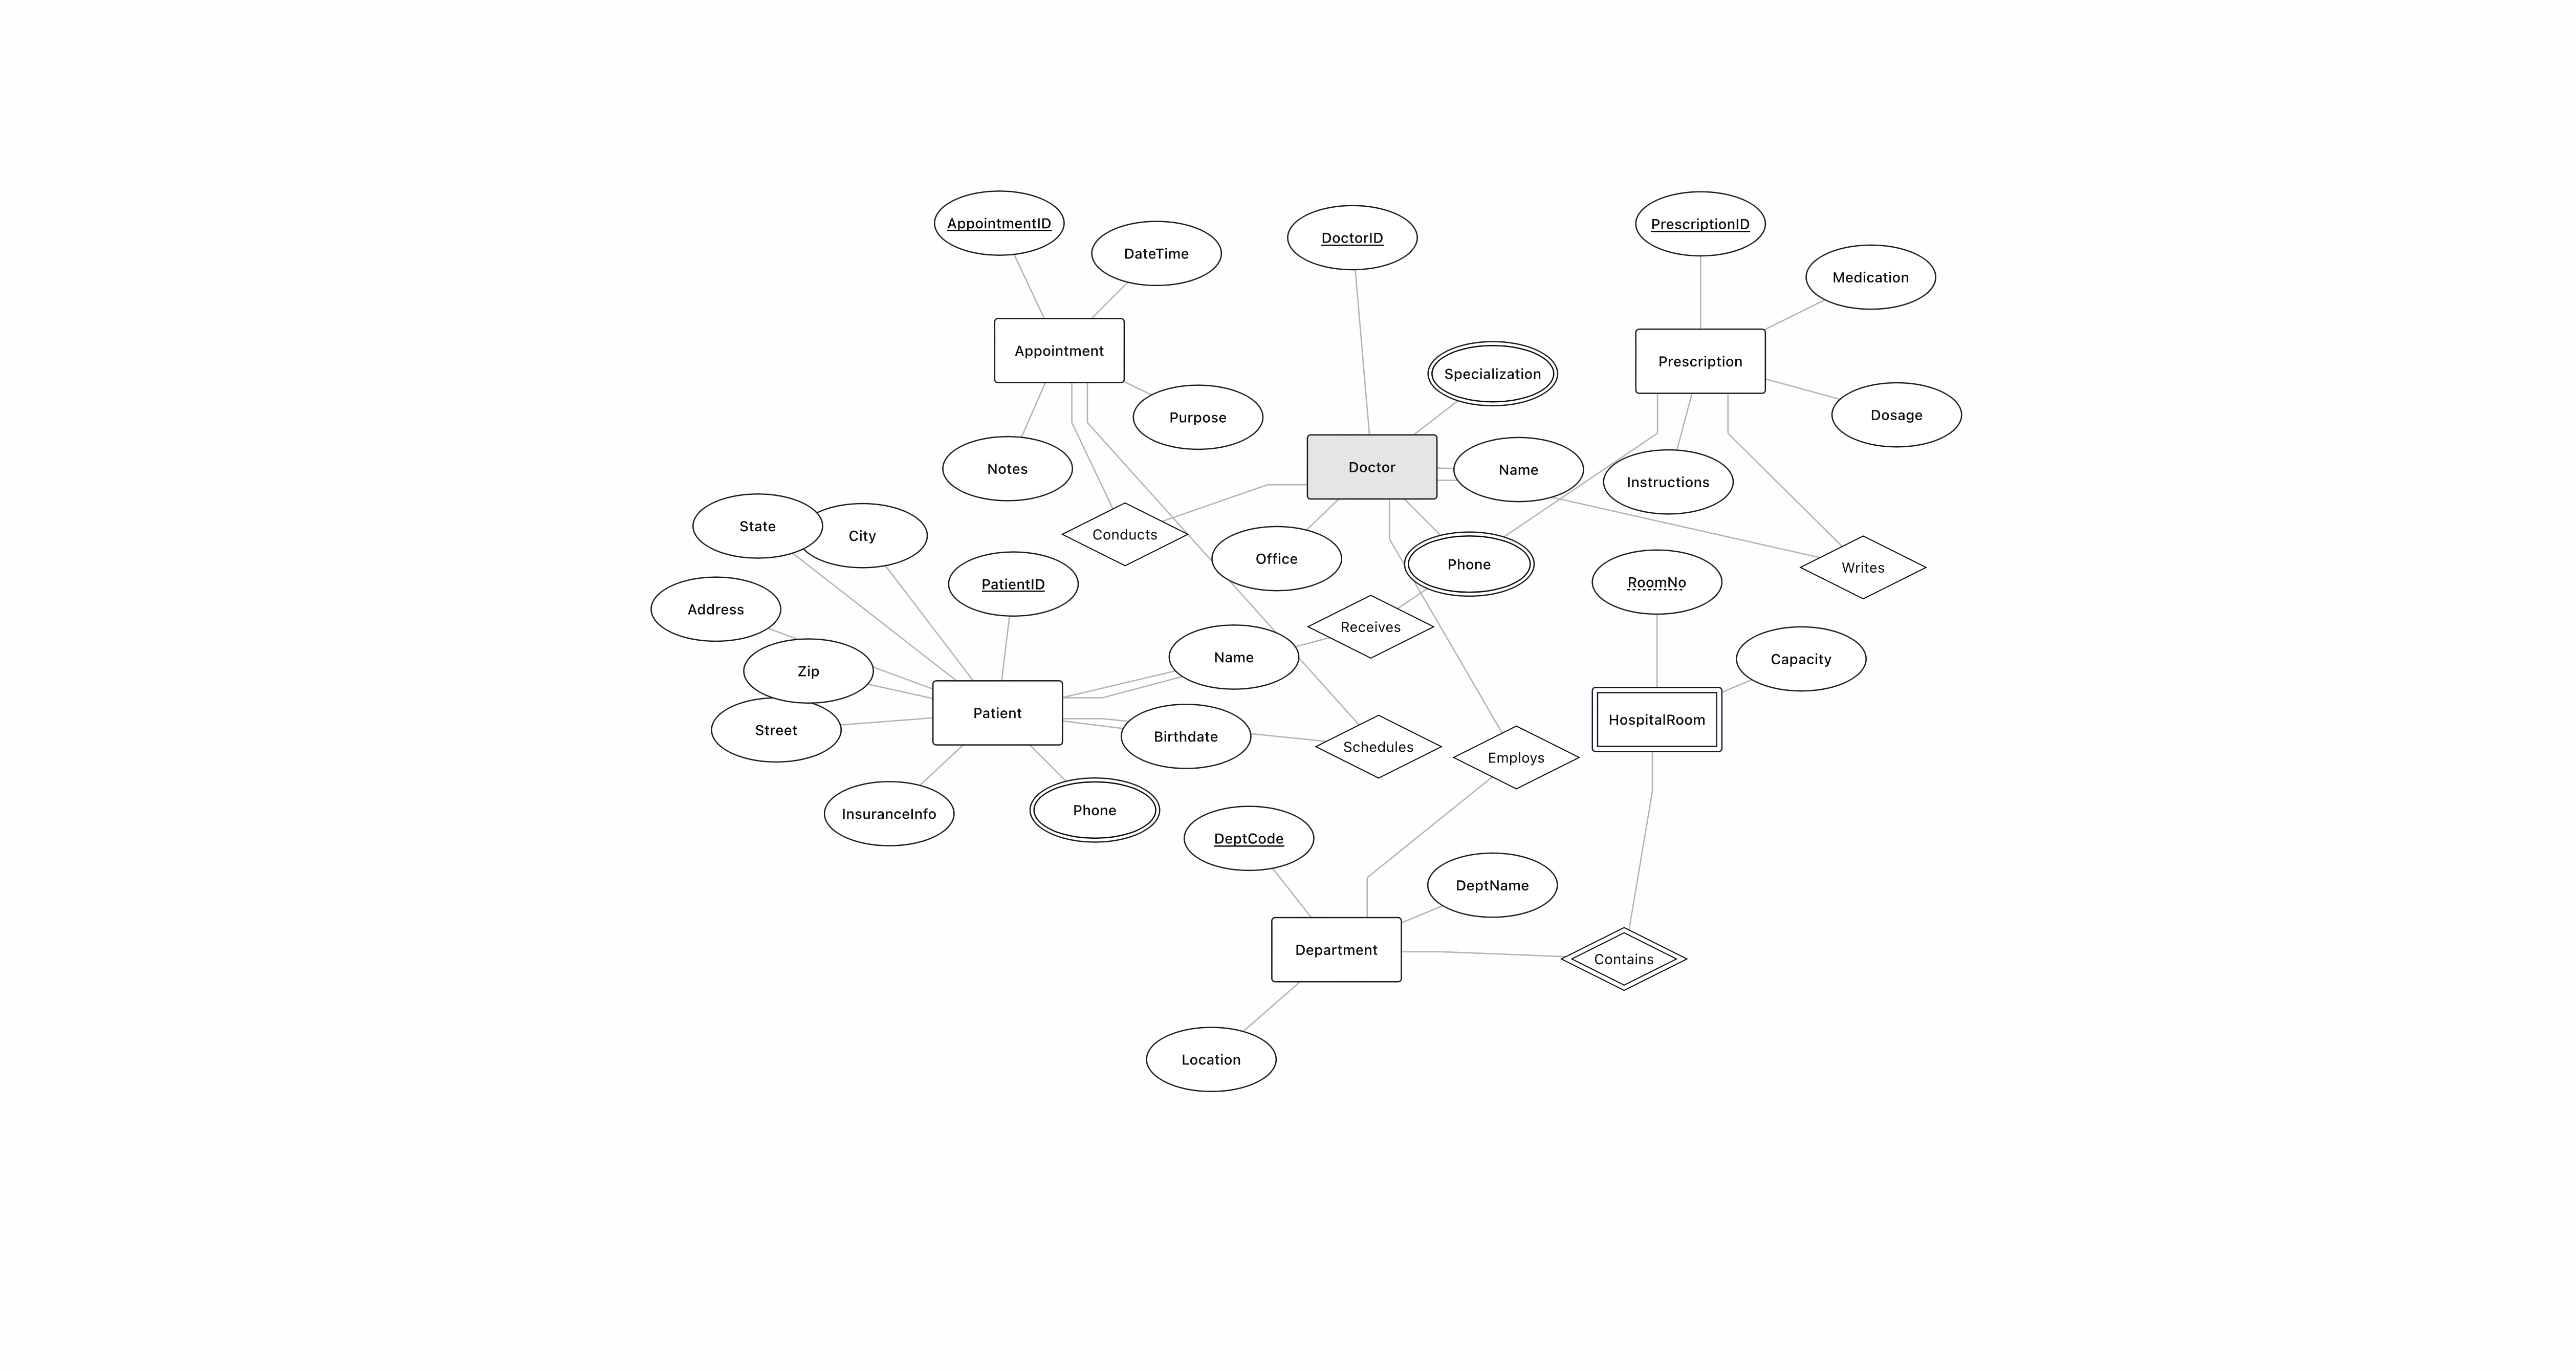 AppointmentID
DoctorID
PrescriptionID
DateTime
Medication
Appointment
Prescription
Specialization
Purpose
Dosage
Notes
Doctor
Name
Instructions
State
City
Conducts
Office
Phone
Writes
PatientID
RoomNo
Address
Receives
Zip
Name
Capacity
Patient
HospitalRoom
Street
Birthdate
Schedules
Employs
InsuranceInfo
Phone
DeptCode
DeptName
Department
Contains
Location